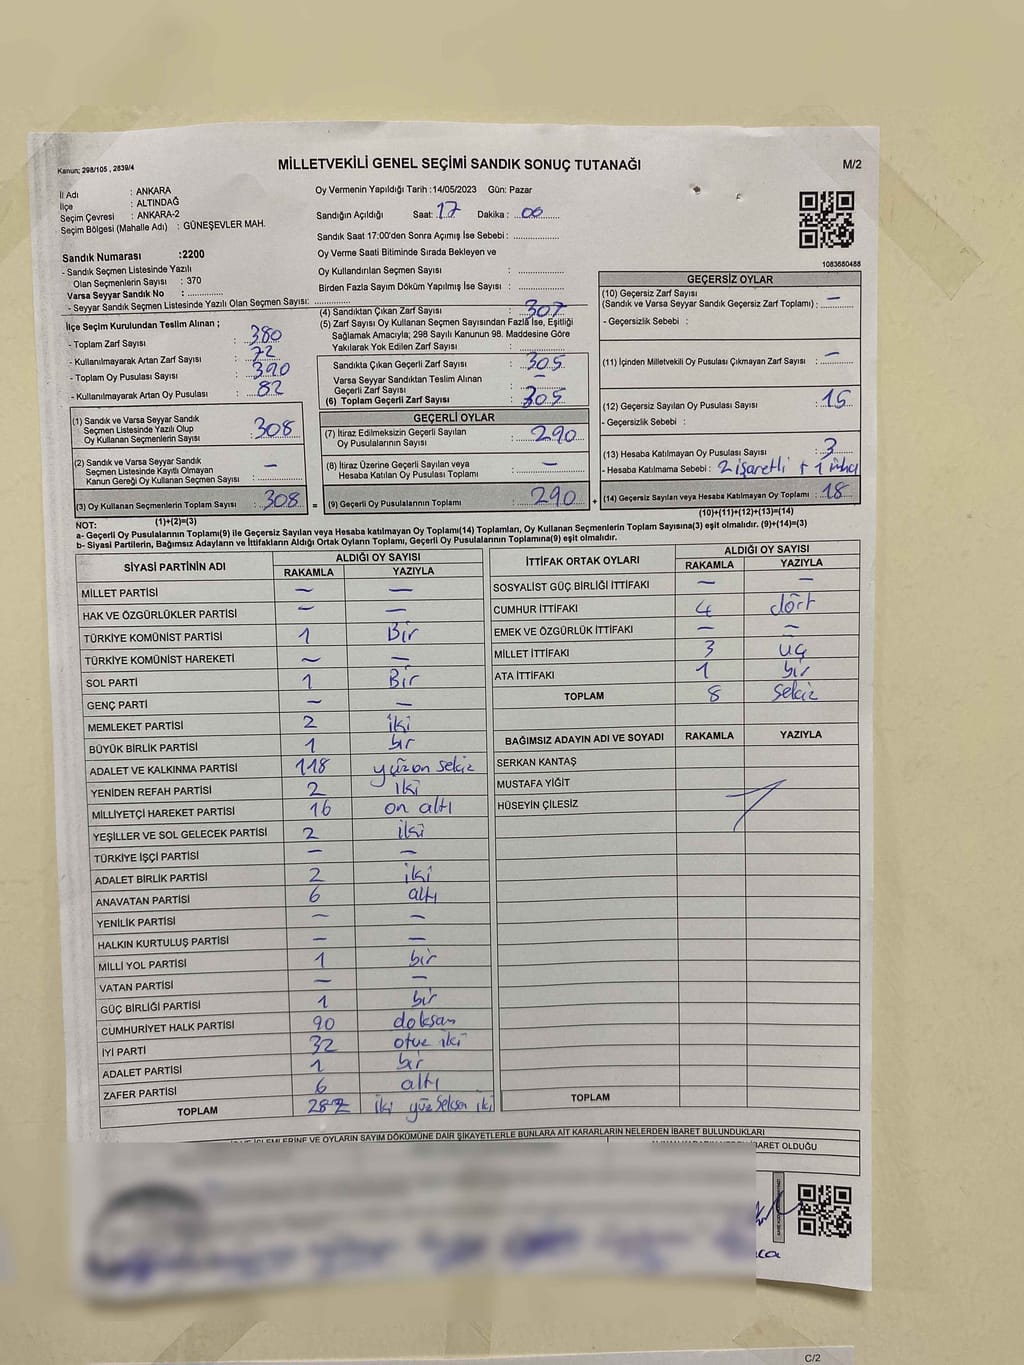 Kanun; 298/105 , 2839/4
MİLLETVEKİLİ GENEL SEÇİMİ SANDIK SONUÇ TUTANAĞI
M/2
İl Adı : ANKARA
İlçe : ALTINDAĞ
Seçim Çevresi : ANKARA-2
Seçim Bölgesi (Mahalle Adı) : GÜNEŞEVLER MAH.
Oy Vermenin Yapıldığı Tarih :14/05/2023 Gün: Pazar
Sandığın Açıldığı Saat: 17 Dakika : 00
Sandık Saat 17:00'den Sonra Açımış İse Sebebi :
Oy Verme Saati Bitiminde Sırada Bekleyen ve
Oy Kullandırılan Seçmen Sayısı :
Birden Fazla Sayım Döküm Yapılmış İse Sayısı :
1083680488
Sandık Numarası :2200
- Sandık Seçmen Listesinde Yazılı
Olan Seçmenlerin Sayısı : 370
Varsa Seyyar Sandık No :
- Seyyar Sandık Seçmen Listesinde Yazılı Olan Seçmen Sayısı:
İlçe Seçim Kurulundan Teslim Alınan ;
- Toplam Zarf Sayısı : 380
- Kullanılmayarak Artan Zarf Sayısı : 72
- Toplam Oy Pusulası Sayısı : 390
- Kullanılmayarak Artan Oy Pusulası : 82
(1) Sandık ve Varsa Seyyar Sandık
Seçmen Listesinde Yazılı Olup
Oy Kullanan Seçmenlerin Sayısı : 308
(2) Sandık ve Varsa Seyyar Sandık
Seçmen Listesinde Kayıtlı Olmayan
Kanun Gereği Oy Kullanan Seçmen Sayısı : –
(3) Oy Kullanan Seçmenlerin Toplam Sayısı : 308 =
(1)+(2)=(3)
(4) Sandıktan Çıkan Zarf Sayısı : 307
(5) Zarf Sayısı Oy Kullanan Seçmen Sayısından Fazla İse, Eşitliği
Sağlamak Amacıyla; 298 Sayılı Kanunun 98. Maddesine Göre
Yakılarak Yok Edilen Zarf Sayısı :
Sandıkta Çıkan Geçerli Zarf Sayısı : 305
Varsa Seyyar Sandıktan Teslim Alınan
Geçerli Zarf Sayısı : –
(6) Toplam Geçerli Zarf Sayısı : 305
GEÇERLİ OYLAR
(7) İtiraz Edilmeksizin Geçerli Sayılan
Oy Pusulalarının Sayısı : 290
(8) İtiraz Üzerine Geçerli Sayılan veya
Hesaba Katılan Oy Pusulası Toplamı : –
(9) Geçerli Oy Pusulalarının Toplamı : 290 +
GEÇERSİZ OYLAR
(10) Geçersiz Zarf Sayısı
(Sandık ve Varsa Seyyar Sandık Geçersiz Zarf Toplamı) : –
- Geçersizlik Sebebi :
(11) İçinden Milletvekili Oy Pusulası Çıkmayan Zarf Sayısı : –
(12) Geçersiz Sayılan Oy Pusulası Sayısı : 15
- Geçersizlik Sebebi :
(13) Hesaba Katılmayan Oy Pusulası Sayısı : 3
- Hesaba Katılmama Sebebi : 2 işaretli + 1
(14) Geçersiz Sayılan veya Hesaba Katılmayan Oy Toplamı : 18
(10)+(11)+(12)+(13)=(14)
NOT:
a- Geçerli Oy Pusulalarının Toplamı(9) ile Geçersiz Sayılan veya Hesaba katılmayan Oy Toplamı(14) Toplamları, Oy Kullanan Seçmenlerin Toplam Sayısına(3) eşit olmalıdır. (9)+(14)=(3)
b- Siyasi Partilerin, Bağımsız Adayların ve İttifakların Aldığı Ortak Oyların Toplamı, Geçerli Oy Pusulalarının Toplamına(9) eşit olmalıdır.
SİYASİ PARTİNİN ADI ALDIĞI OY SAYISI
RAKAMLA YAZIYLA
MİLLET PARTİSİ – –
HAK VE ÖZGÜRLÜKLER PARTİSİ – –
TÜRKİYE KOMÜNİST PARTİSİ 1 Bir
TÜRKİYE KOMÜNİST HAREKETİ – –
SOL PARTİ 1 Bir
GENÇ PARTİ – –
MEMLEKET PARTİSİ 2 iki
BÜYÜK BİRLİK PARTİSİ 1 bir
ADALET VE KALKINMA PARTİSİ 118 yüzon sekiz
YENİDEN REFAH PARTİSİ 2 iki
MİLLİYETÇİ HAREKET PARTİSİ 16 on altı
YEŞİLLER VE SOL GELECEK PARTİSİ 2 iki
TÜRKİYE İŞÇİ PARTİSİ – –
ADALET BİRLİK PARTİSİ 2 iki
ANAVATAN PARTİSİ 6 altı
YENİLİK PARTİSİ – –
HALKIN KURTULUŞ PARTİSİ – –
MİLLİ YOL PARTİSİ 1 bir
VATAN PARTİSİ – –
GÜÇ BİRLİĞİ PARTİSİ 1 bir
CUMHURİYET HALK PARTİSİ 90 doksan
İYİ PARTİ 32 otuz iki
ADALET PARTİSİ 1 bir
ZAFER PARTİSİ 6 altı
TOPLAM 282 iki yüz seksen iki
İTTİFAK ORTAK OYLARI ALDIĞI OY SAYISI
RAKAMLA YAZIYLA
SOSYALİST GÜÇ BİRLİĞİ İTTİFAKI – –
CUMHUR İTTİFAKI 4 dört
EMEK VE ÖZGÜRLÜK İTTİFAKI – –
MİLLET İTTİFAKI 3 üç
ATA İTTİFAKI 1 bir
TOPLAM 8 sekiz
BAĞIMSIZ ADAYIN ADI VE SOYADI RAKAMLA YAZIYLA
SERKAN KANTAŞ
MUSTAFA YİĞİT
HÜSEYİN ÇİLESİZ
TOPLAM
İŞLEMLERİNE VE OYLARIN SAYIM DÖKÜMÜNE DAİR ŞİKAYETLERLE BUNLARA AİT KARARLARIN NELERDEN İBARET BULUNDUKLARI
İBARET OLDUĞU
C/2